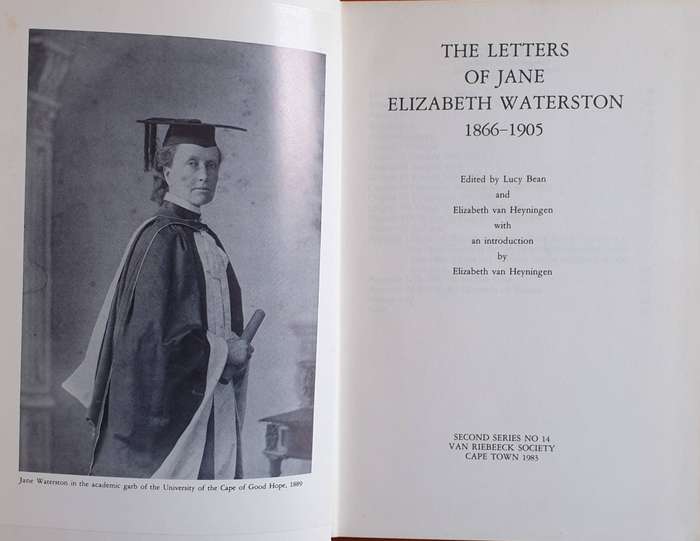 Jane Waterston in the academic garb of the University of the Cape of Good Hope, 1889
THE LETTERS
OF JANE
ELIZABETH WATERSTON
1866–1905
Edited by Lucy Bean
and
Elizabeth van Heyningen
with
an introduction
by
Elizabeth van Heyningen
SECOND SERIES NO 14
VAN RIEBEECK SOCIETY
CAPE TOWN 1983